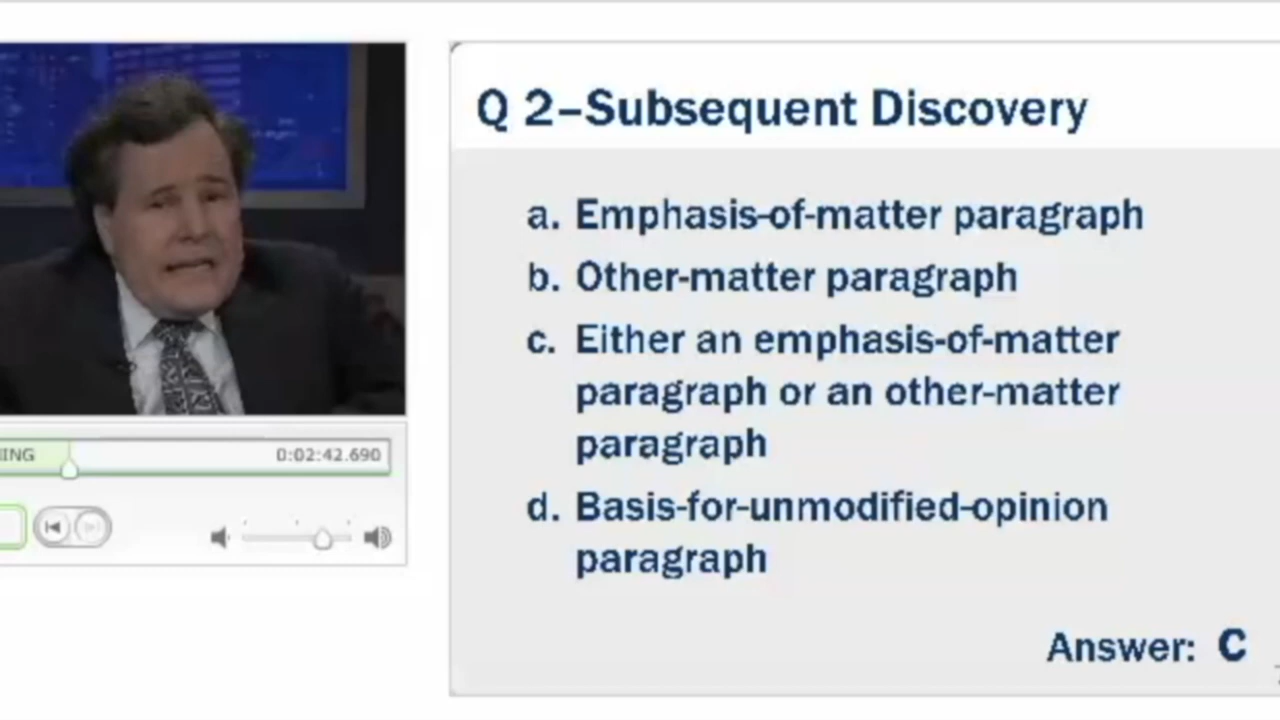 Q 2–Subsequent Discovery
a. Emphasis-of-matter paragraph
b. Other-matter paragraph
c. Either an emphasis-of-matter
paragraph or an other-matter
paragraph
d. Basis-for-unmodified-opinion
paragraph
Answer: C
ING 0:02:42.690